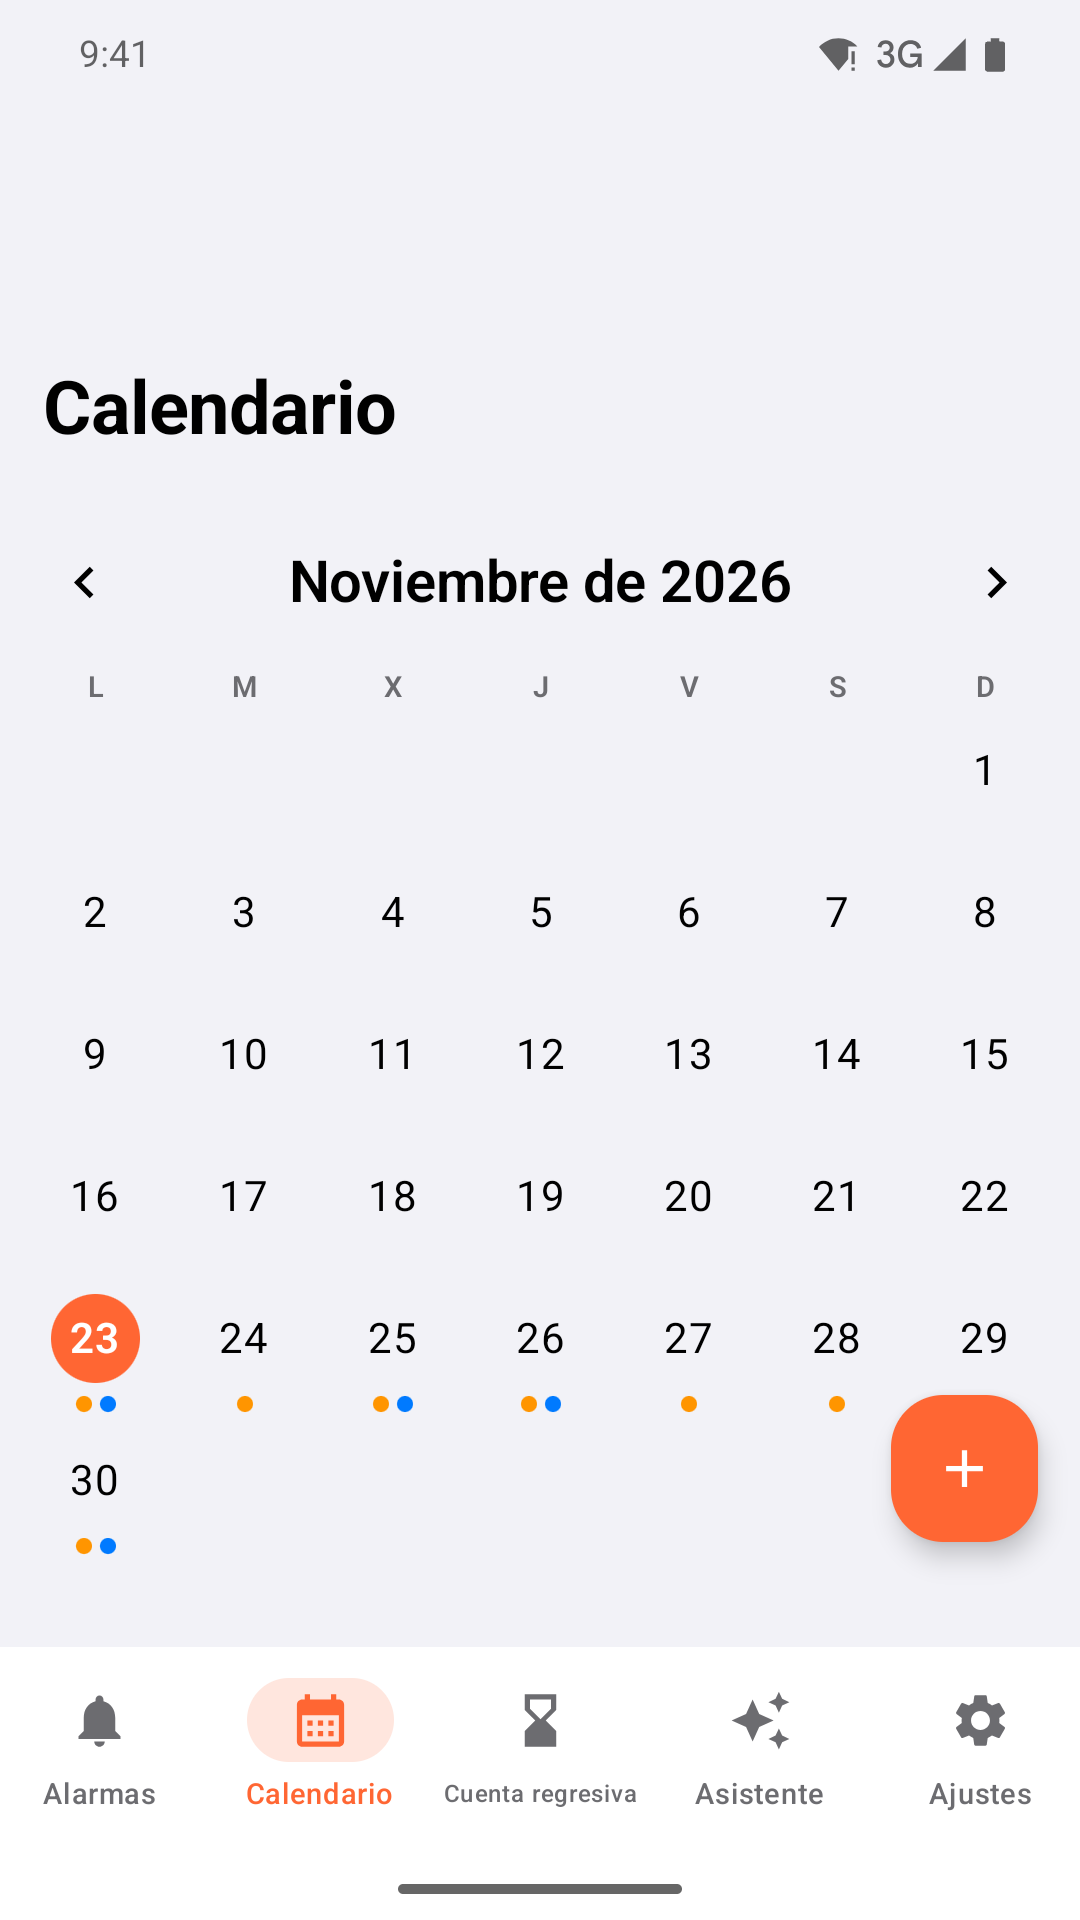 9:41 3G
Calendario
Noviembre de 2026
L M X J V S D
1
2 3 4 5 6 7 8
9 10 11 12 13 14 15
16 17 18 19 20 21 22
23 24 25 26 27 28 29
30
Alarmas Calendario Cuenta regresiva Asistente Ajustes